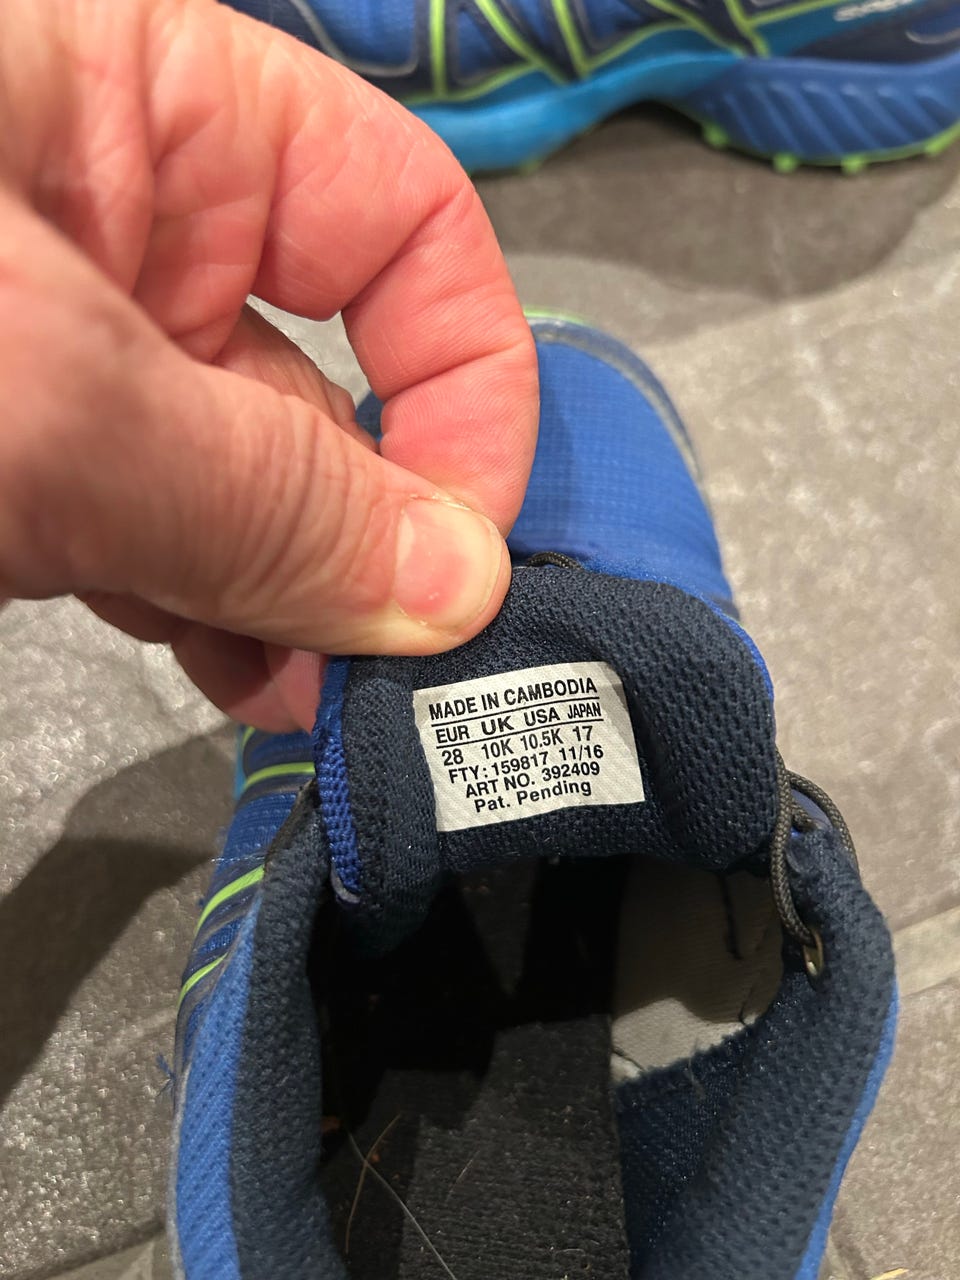 MADE IN CAMBODIA
EUR UK USA JAPAN
28 10K 10.5K 17
FTY: 159817 11/16
ART NO. 392409
Pat. Pending